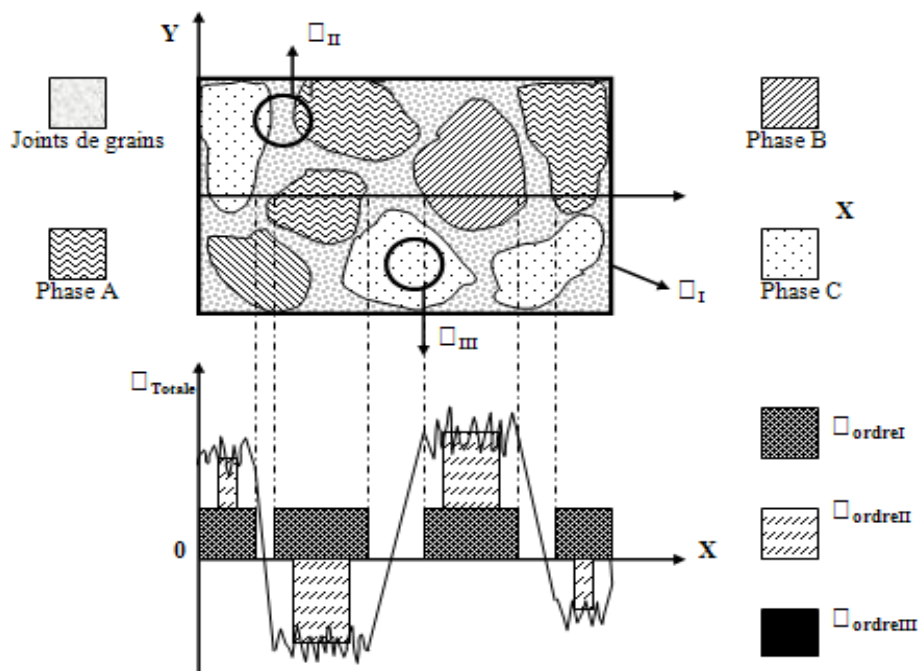 Y
□II
Joints de grains
Phase B
X
Phase A
Phase C
□I
□III
□Totale
□ordreI
□ordreII
0
X
□ordreIII